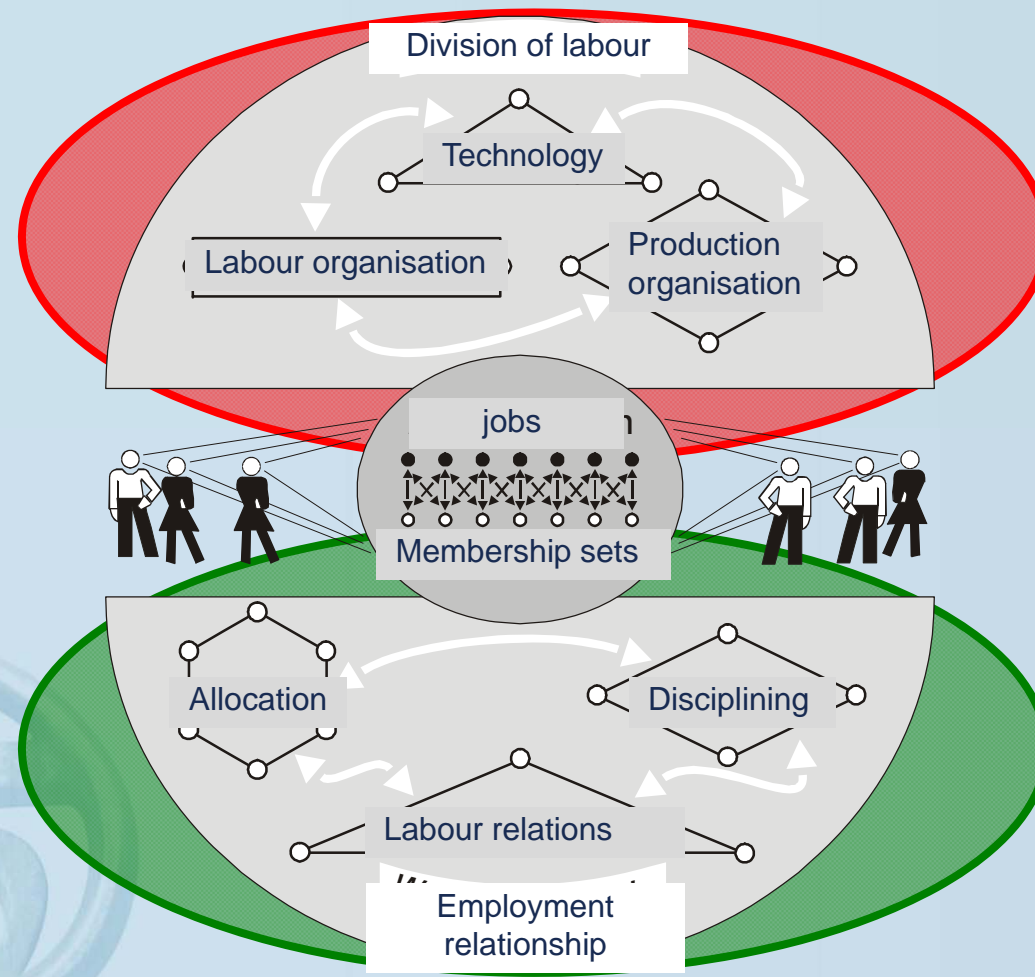 Division of labour
Technology
Labour organisation
Production
organisation
jobs
Membership sets
Allocation
Disciplining
Labour relations
Employment
relationship